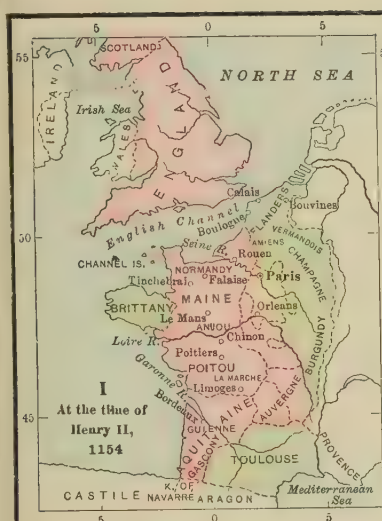 5 0 5
55
SCOTLAND
NORTH SEA
IRELAND
Irish Sea
WALES
ENGLAND
Calais
FLANDERS
Bouvines
English Channel
Boulogne
50
50
VERMANDOIS
AMIENS
Seine R.
Rouen
CHANNEL IS.
NORMANDY
CHAMPAGNE
Tinchebrai
Falaise
Paris
MAINE
BRITTANY
Le Mans
Orleans
ANJOU
BURGUNDY
Loire R.
Chinon
Poitiers
POITOU
Garonne R.
LA MARCHE
I
Limoges
At the time of
Henry II,
1154
Bordeaux
AUVERGNE
45
45
GUIENNE
AQUITAINE
GASCONY
TOULOUSE
PROVENCE
K. OF
NAVARRE
CASTILE
ARAGON
Mediterranean
Sea
5 0 5